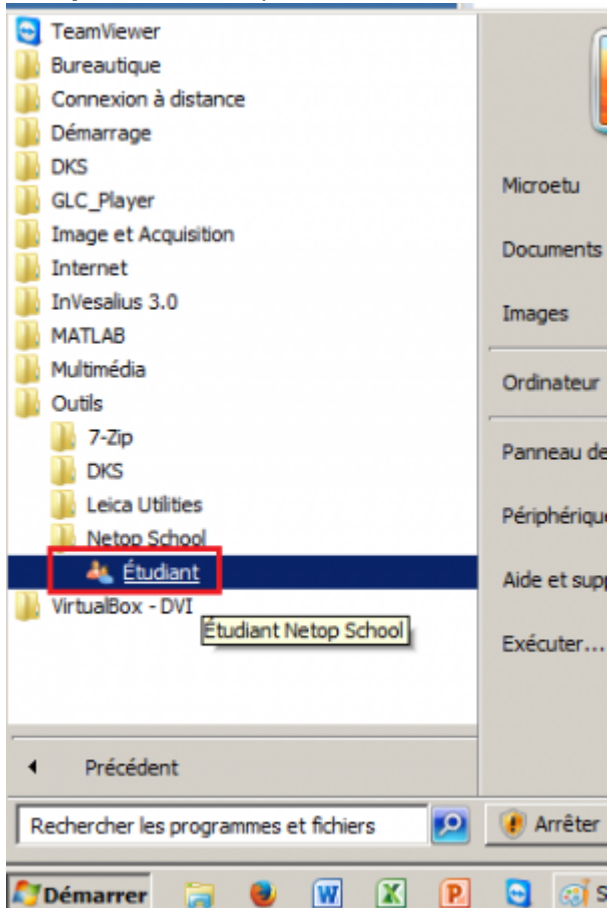 TeamViewer
Bureautique
Connexion à distance
Démarrage
DKS
GLC_Player
Image et Acquisition
Internet
InVesalius 3.0
MATLAB
Multimédia
Outils
7-Zip
DKS
Leica Utilities
Netop School
Étudiant
VirtualBox - DVI
Étudiant Netop School
Précédent
Rechercher les programmes et fichiers
Microetu
Documents
Images
Ordinateur
Panneau de
Périphérique
Aide et supp
Exécuter...
Arrêter
Démarrer
W
X
P
S